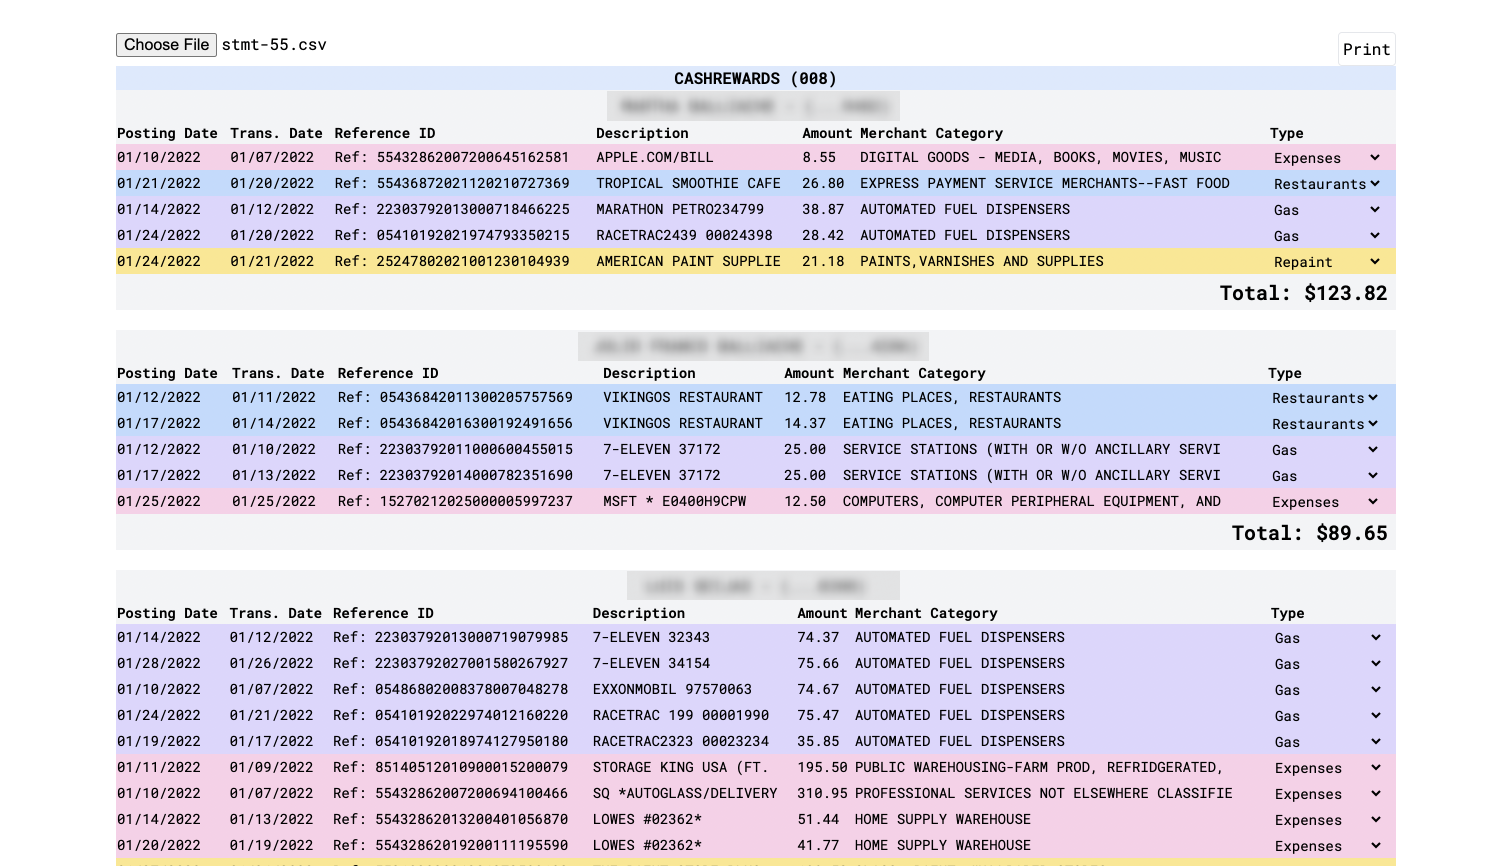 Choose File stmt-55.csv
Print
CASHREWARDS (008)
Posting Date Trans. Date Reference ID Description Amount Merchant Category Type
01/10/2022 01/07/2022 Ref: 55432862007200645162581 APPLE.COM/BILL 8.55 DIGITAL GOODS - MEDIA, BOOKS, MOVIES, MUSIC Expenses
01/21/2022 01/20/2022 Ref: 55436872021120210727369 TROPICAL SMOOTHIE CAFE 26.80 EXPRESS PAYMENT SERVICE MERCHANTS--FAST FOOD Restaurants
01/14/2022 01/12/2022 Ref: 22303792013000718466225 MARATHON PETRO234799 38.87 AUTOMATED FUEL DISPENSERS Gas
01/24/2022 01/20/2022 Ref: 05410192021974793350215 RACETRAC2439 00024398 28.42 AUTOMATED FUEL DISPENSERS Gas
01/24/2022 01/21/2022 Ref: 25247802021001230104939 AMERICAN PAINT SUPPLIE 21.18 PAINTS,VARNISHES AND SUPPLIES Repaint
Total: $123.82
Posting Date Trans. Date Reference ID Description Amount Merchant Category Type
01/12/2022 01/11/2022 Ref: 05436842011300205757569 VIKINGOS RESTAURANT 12.78 EATING PLACES, RESTAURANTS Restaurants
01/17/2022 01/14/2022 Ref: 05436842016300192491656 VIKINGOS RESTAURANT 14.37 EATING PLACES, RESTAURANTS Restaurants
01/12/2022 01/10/2022 Ref: 22303792011000600455015 7-ELEVEN 37172 25.00 SERVICE STATIONS (WITH OR W/O ANCILLARY SERVI Gas
01/17/2022 01/13/2022 Ref: 22303792014000782351690 7-ELEVEN 37172 25.00 SERVICE STATIONS (WITH OR W/O ANCILLARY SERVI Gas
01/25/2022 01/25/2022 Ref: 15270212025000005997237 MSFT * E0400H9CPW 12.50 COMPUTERS, COMPUTER PERIPHERAL EQUIPMENT, AND Expenses
Total: $89.65
Posting Date Trans. Date Reference ID Description Amount Merchant Category Type
01/14/2022 01/12/2022 Ref: 22303792013000719079985 7-ELEVEN 32343 74.37 AUTOMATED FUEL DISPENSERS Gas
01/28/2022 01/26/2022 Ref: 22303792027001580267927 7-ELEVEN 34154 75.66 AUTOMATED FUEL DISPENSERS Gas
01/10/2022 01/07/2022 Ref: 05486802008378007048278 EXXONMOBIL 97570063 74.67 AUTOMATED FUEL DISPENSERS Gas
01/24/2022 01/21/2022 Ref: 05410192022974012160220 RACETRAC 199 00001990 75.47 AUTOMATED FUEL DISPENSERS Gas
01/19/2022 01/17/2022 Ref: 05410192018974127950180 RACETRAC2323 00023234 35.85 AUTOMATED FUEL DISPENSERS Gas
01/11/2022 01/09/2022 Ref: 85140512010900015200079 STORAGE KING USA (FT. 195.50 PUBLIC WAREHOUSING-FARM PROD, REFRIDGERATED, Expenses
01/10/2022 01/07/2022 Ref: 55432862007200694100466 SQ *AUTOGLASS/DELIVERY 310.95 PROFESSIONAL SERVICES NOT ELSEWHERE CLASSIFIE Expenses
01/14/2022 01/13/2022 Ref: 55432862013200401056870 LOWES #02362* 51.44 HOME SUPPLY WAREHOUSE Expenses
01/20/2022 01/19/2022 Ref: 55432862019200111195590 LOWES #02362* 41.77 HOME SUPPLY WAREHOUSE Expenses